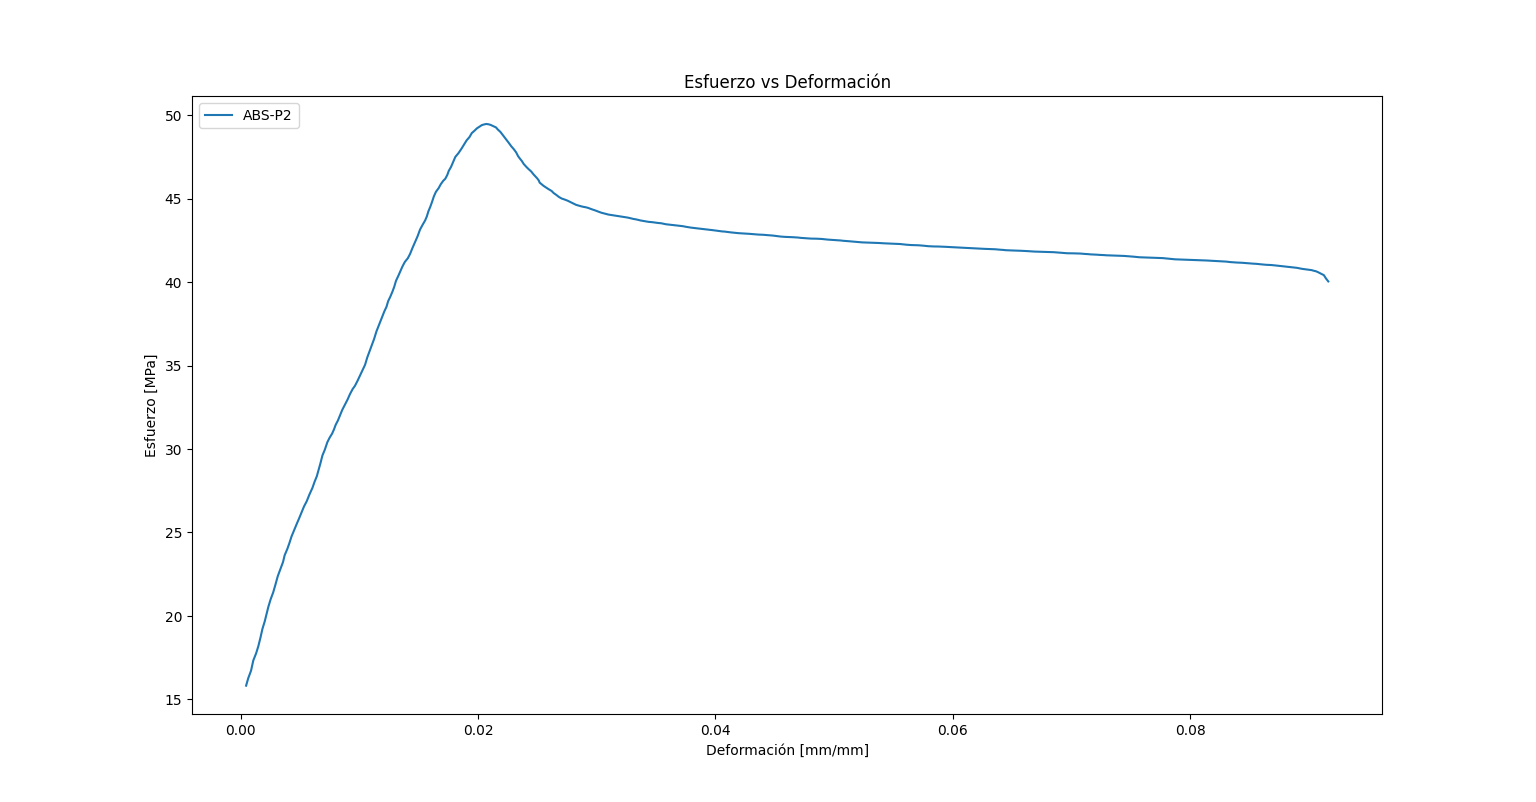 Esfuerzo vs Deformación
ABS-P2
50
45
40
35
30
25
20
15
Esfuerzo [MPa]
0.00 0.02 0.04 0.06 0.08
Deformación [mm/mm]